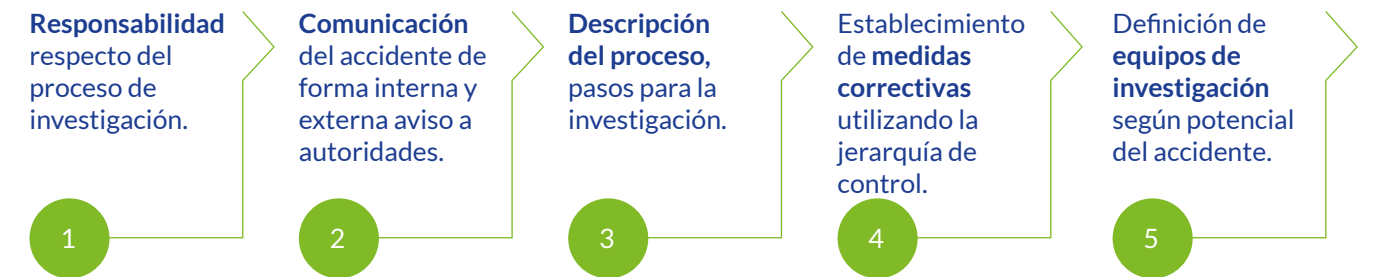 Responsabilidad
respecto del
proceso de
investigación.
1
Comunicación
del accidente de
forma interna y
externa aviso a
autoridades.
2
Descripción
del proceso,
pasos para la
investigación.
3
Establecimiento
de medidas
correctivas
utilizando la
jerarquía de
control.
4
Definición de
equipos de
investigación
según potencial
del accidente.
5